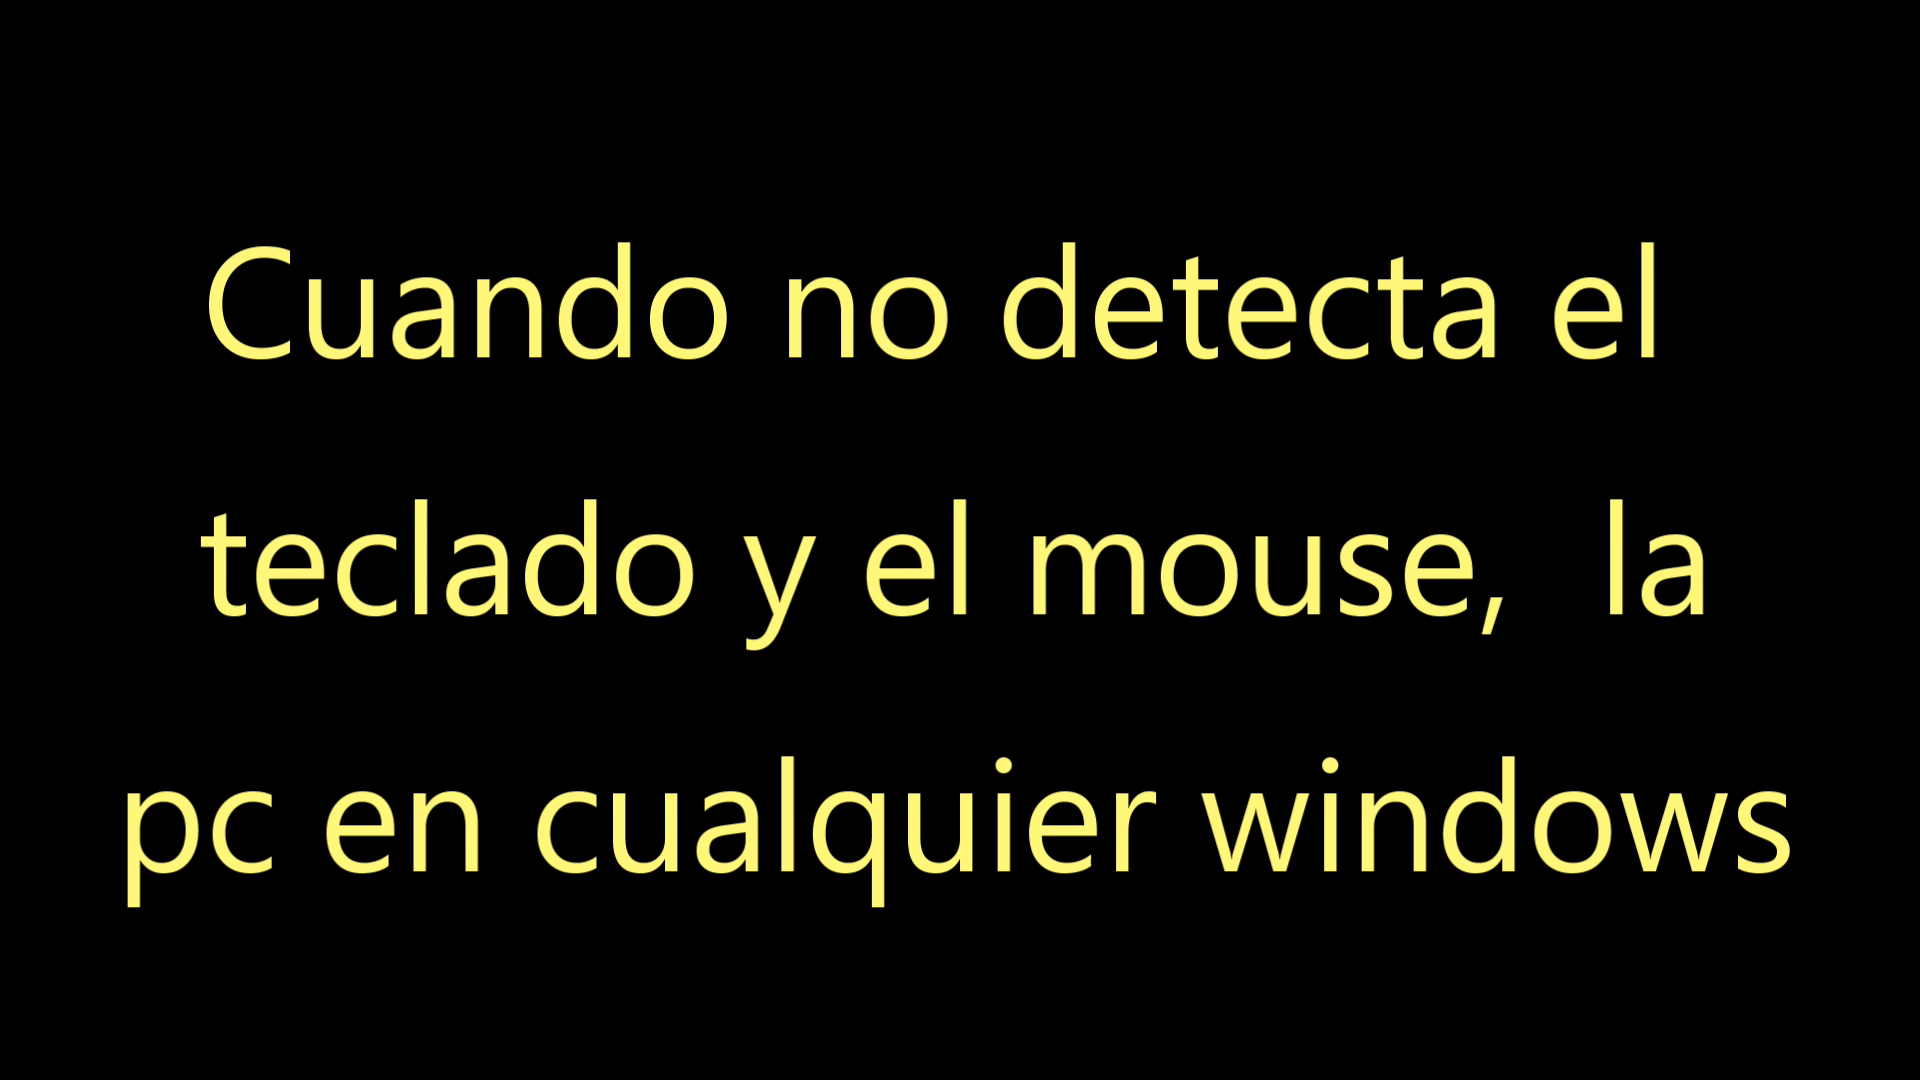 Cuando no detecta el
teclado y el mouse,  la
pc en cualquier windows